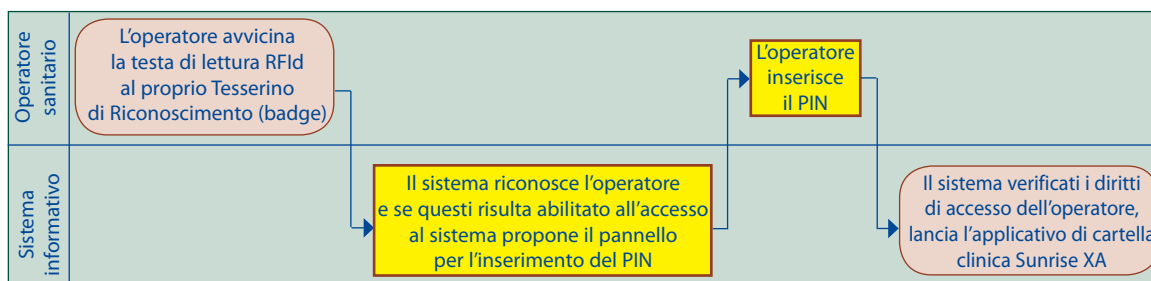 Operatore
sanitario
L'operatore avvicina
la testa di lettura RFId
al proprio Tesserino
di Riconoscimento (badge)
L'operatore
inserisce
il PIN
Sistema
informativo
Il sistema riconosce l'operatore
e se questi risulta abilitato all'accesso
al sistema propone il pannello
per l'inserimento del PIN
Il sistema verificati i diritti
di accesso dell'operatore,
lancia l'applicativo di cartella
clinica Sunrise XA